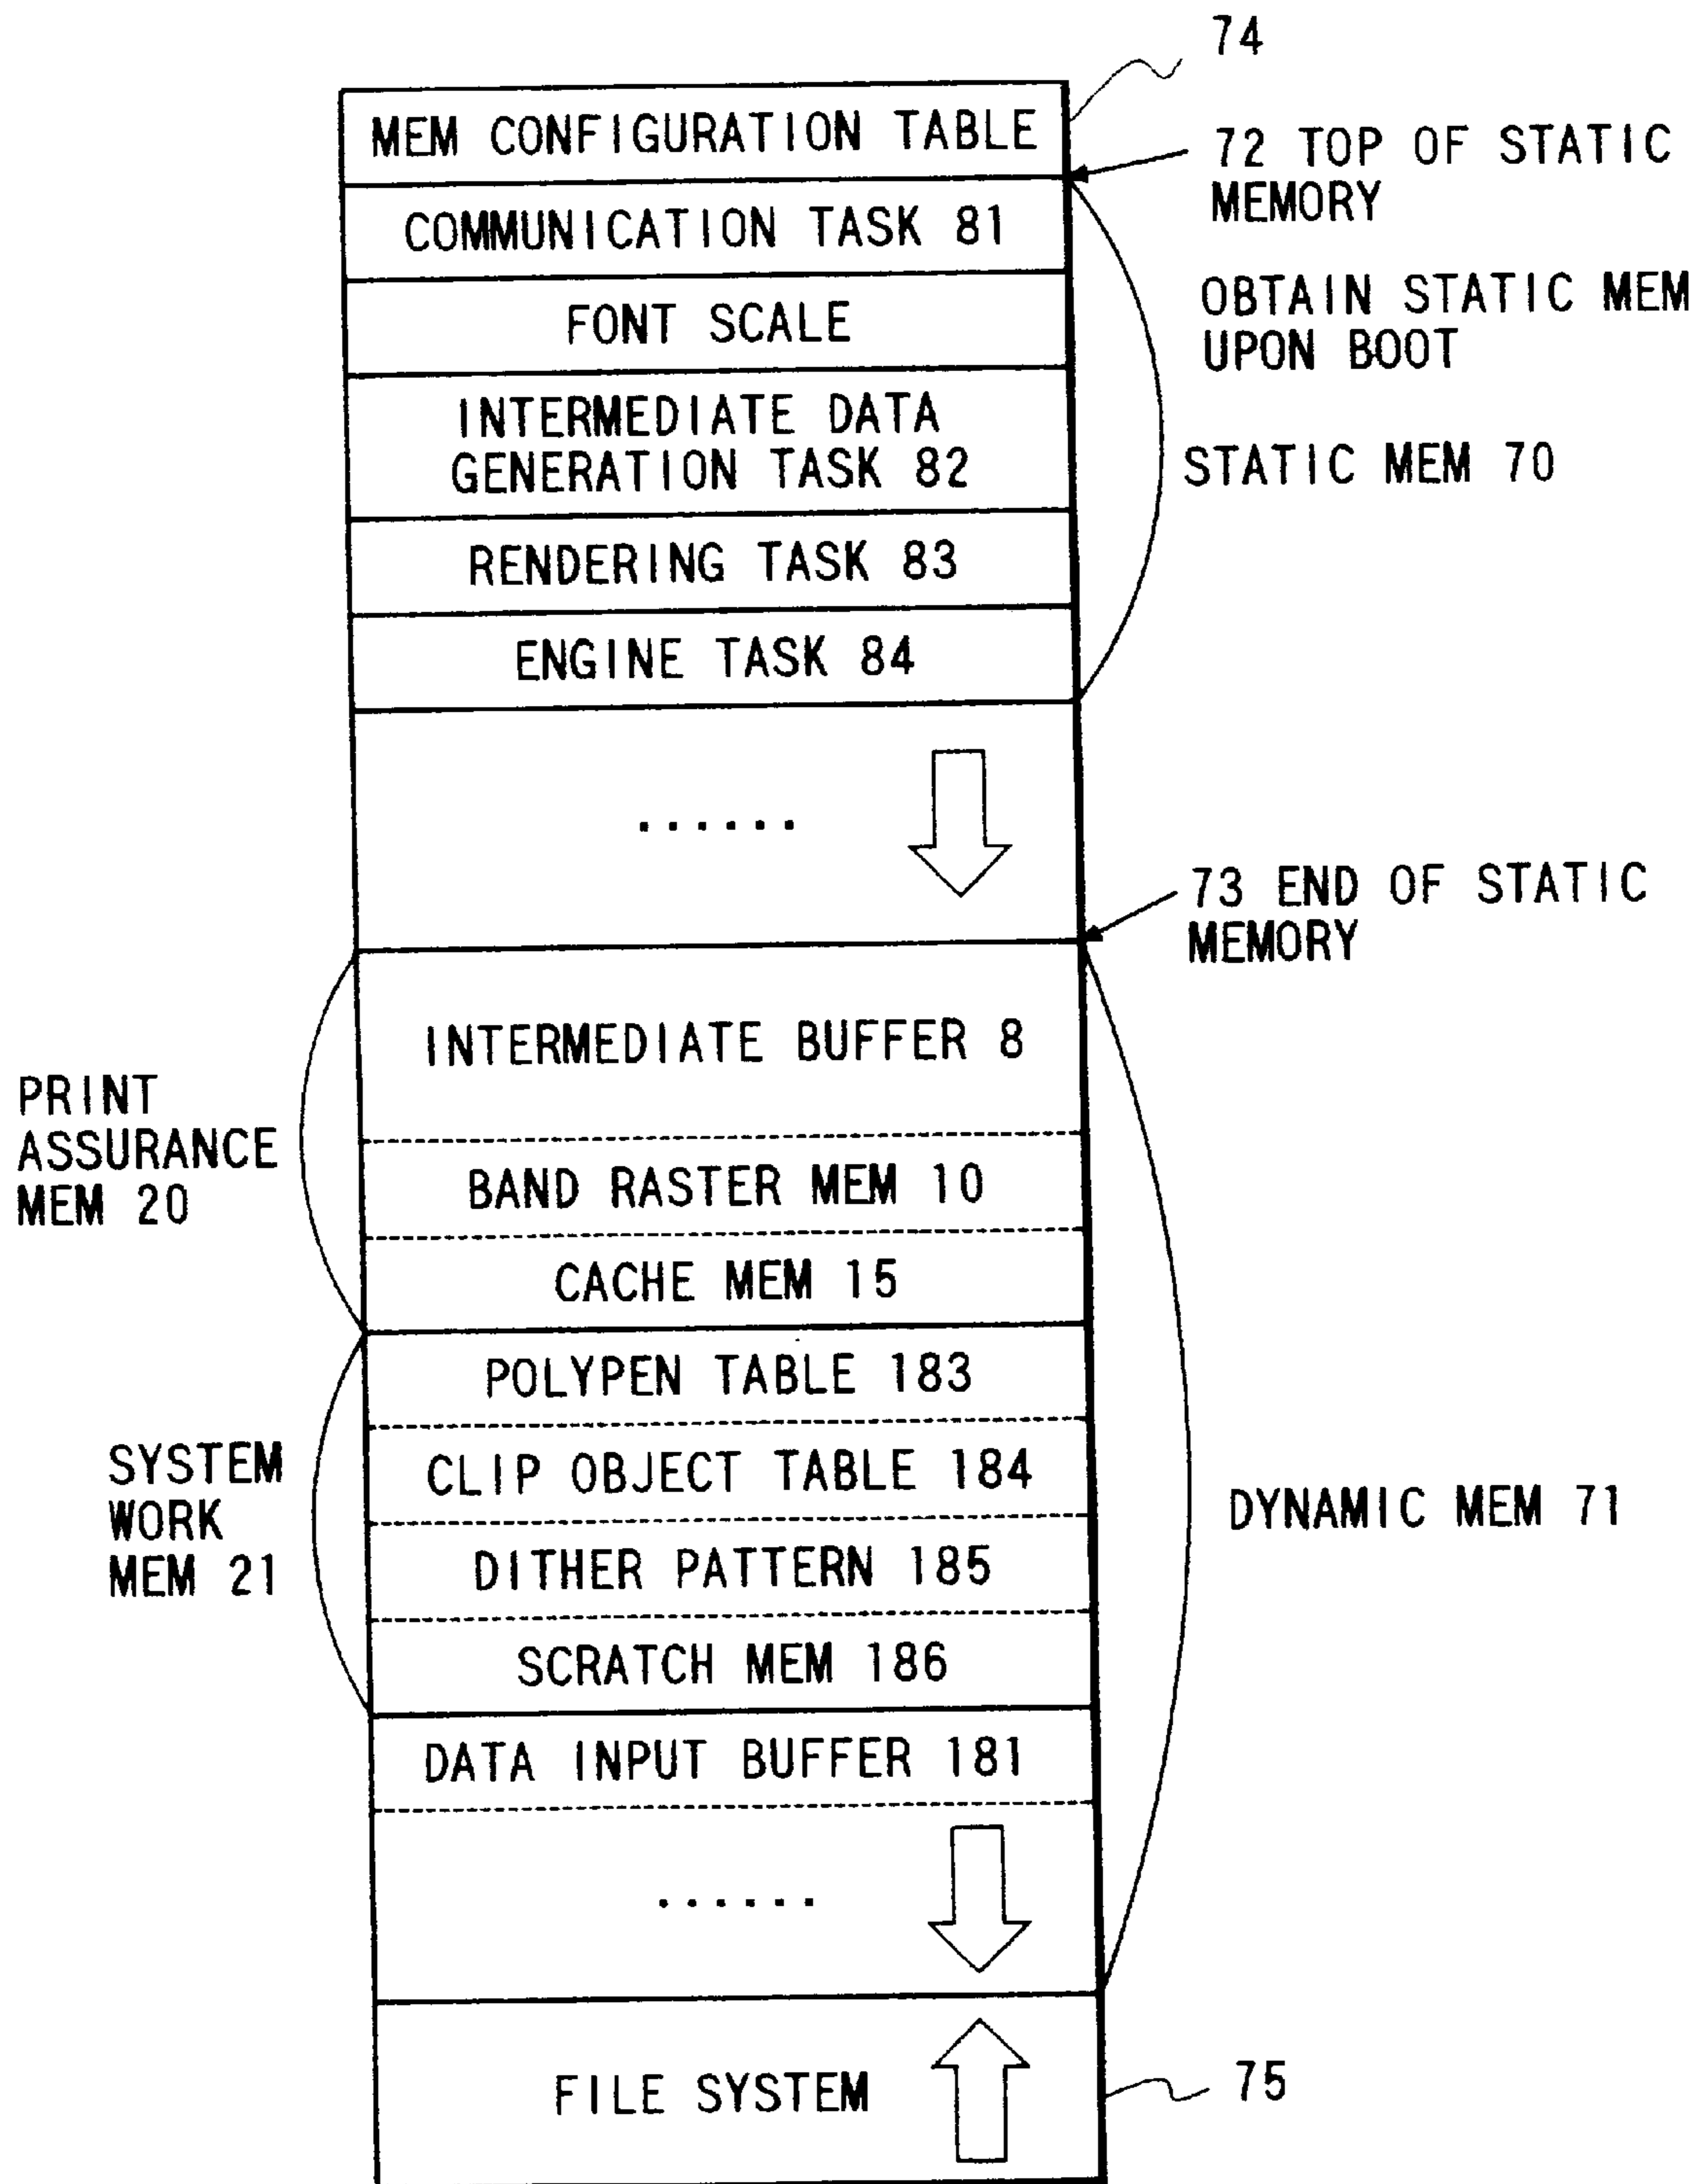 74
MEM CONFIGURATION TABLE
72 TOP OF STATIC
MEMORY
COMMUNICATION TASK 81
OBTAIN STATIC MEM
UPON BOOT
FONT SCALE
INTERMEDIATE DATA
GENERATION TASK 82
STATIC MEM 70
RENDERING TASK 83
ENGINE TASK 84
......
73 END OF STATIC
MEMORY
INTERMEDIATE BUFFER 8
PRINT
ASSURANCE
MEM 20
BAND RASTER MEM 10
CACHE MEM 15
POLYPEN TABLE 183
CLIP OBJECT TABLE 184
SYSTEM
WORK
MEM 21
DYNAMIC MEM 71
DITHER PATTERN 185
SCRATCH MEM 186
DATA INPUT BUFFER 181
......
FILE SYSTEM
75